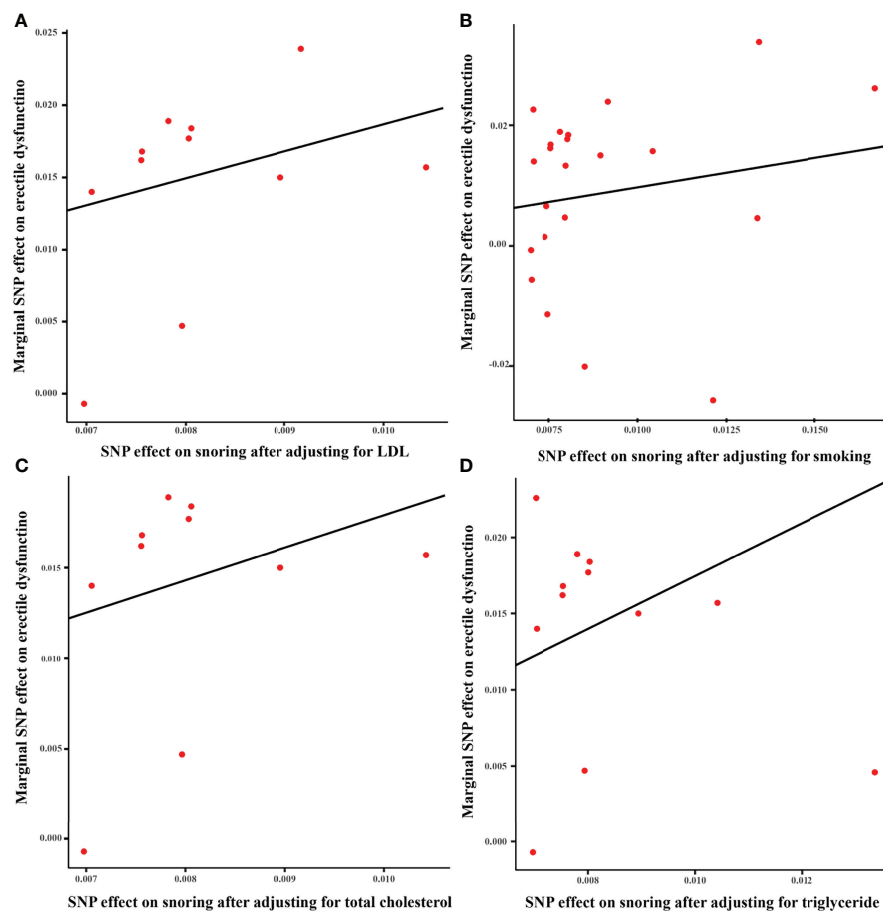 A
Marginal SNP effect on erectile dysfunctino
0.025
0.020
0.015
0.010
0.005
0.000
0.007
0.008
0.009
0.010
SNP effect on snoring after adjusting for LDL
B
Marginal SNP effect on erectile dysfunctino
0.02
0.00
-0.02
0.0075
0.0100
0.0125
0.0150
SNP effect on snoring after adjusting for smoking
C
Marginal SNP effect on erectile dysfunctino
0.015
0.010
0.005
0.000
0.007
0.008
0.009
0.010
SNP effect on snoring after adjusting for total cholesterol
D
Marginal SNP effect on erectile dysfunctino
0.020
0.015
0.010
0.005
0.000
0.008
0.010
0.012
SNP effect on snoring after adjusting for triglyceride